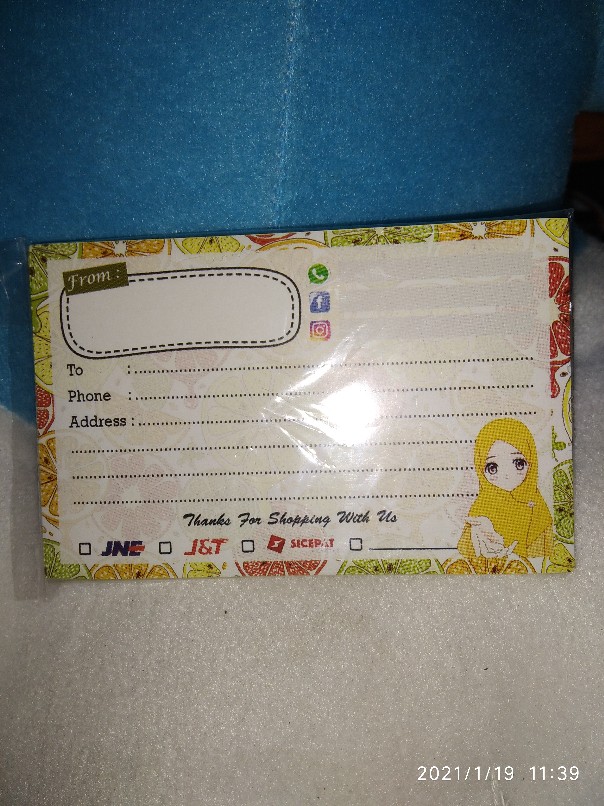 From :
To :
Phone :
Address :
Thanks For Shopping With Us
JNE J&T SICEPAT
2021/1/19 11:39